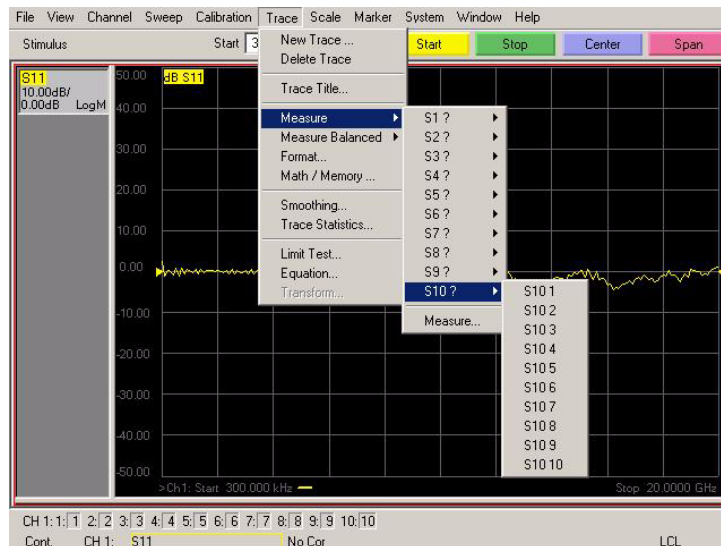 File View Channel Sweep Calibration Trace Scale Marker System Window Help
Stimulus Start 3 Start Stop Center Span
New Trace ...
Delete Trace
Trace Title...
Measure
Measure Balanced
Format...
Math / Memory ...
Smoothing...
Trace Statistics...
Limit Test...
Equation...
Transform...
S1 ?
S2 ?
S3 ?
S4 ?
S5 ?
S6 ?
S7 ?
S8 ?
S9 ?
S10 ?
Measure...
S10 1
S10 2
S10 3
S10 4
S10 5
S10 6
S10 7
S10 8
S10 9
S10 10
S11
10.00dB/
0.00dB LogM
50.00 dB S11
40.00
30.00
20.00
10.00
0.00
-10.00
-20.00
-30.00
-40.00
-50.00
>Ch1: Start 300.000 kHz Stop 20.0000 GHz
CH 1: 1: 1 2: 2 3: 3 4: 4 5: 5 6: 6 7: 7 8: 8 9: 9 10: 10
Cont. CH 1: S11 No Cor LCL